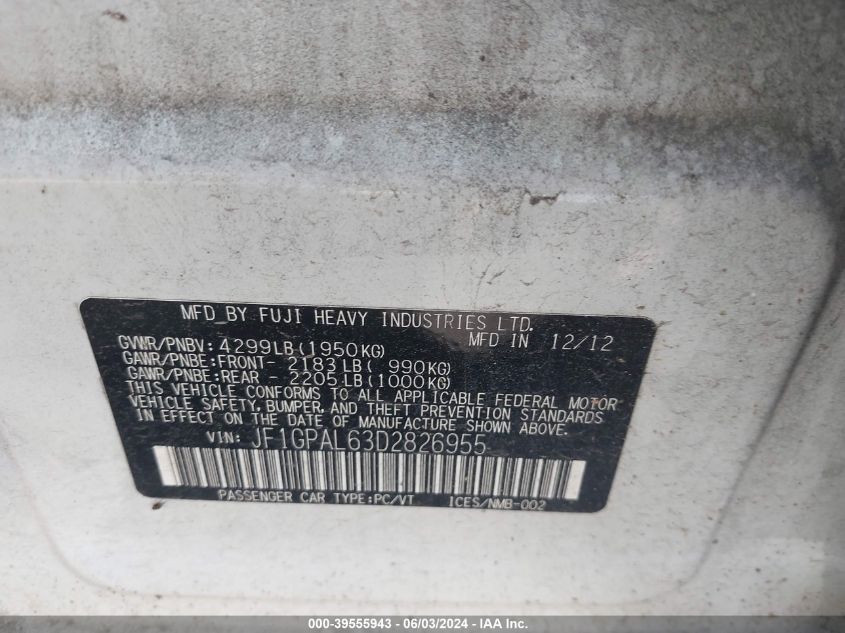 MFD BY FUJI HEAVY INDUSTRIES LTD.
GVWR/PNBV: 4299LB(1950KG) MFD IN 12/12
GAWR/PNBE:FRONT- 2183LB( 990KG)
GAWR/PNBE:REAR - 2205LB(1000KG)
THIS VEHICLE CONFORMS TO ALL APPLICABLE FEDERAL MOTOR
VEHICLE SAFETY, BUMPER, AND THEFT PREVENTION STANDARDS
IN EFFECT ON THE DATE OF MANUFACTURE SHOWN ABOVE.
VIN: JF1GPAL63D2826955
PASSENGER CAR TYPE:PC/VT ICES/NMB-002
000-39555943 - 06/03/2024 - IAA Inc.